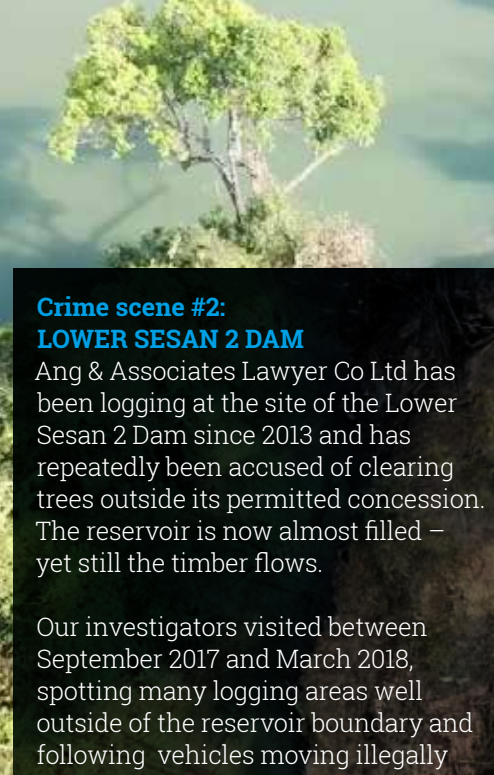 Crime scene #2:
LOWER SESAN 2 DAM
Ang & Associates Lawyer Co Ltd has
been logging at the site of the Lower
Sesan 2 Dam since 2013 and has
repeatedly been accused of clearing
trees outside its permitted concession.
The reservoir is now almost filled –
yet still the timber flows.
Our investigators visited between
September 2017 and March 2018,
spotting many logging areas well
outside of the reservoir boundary and
following vehicles moving illegally